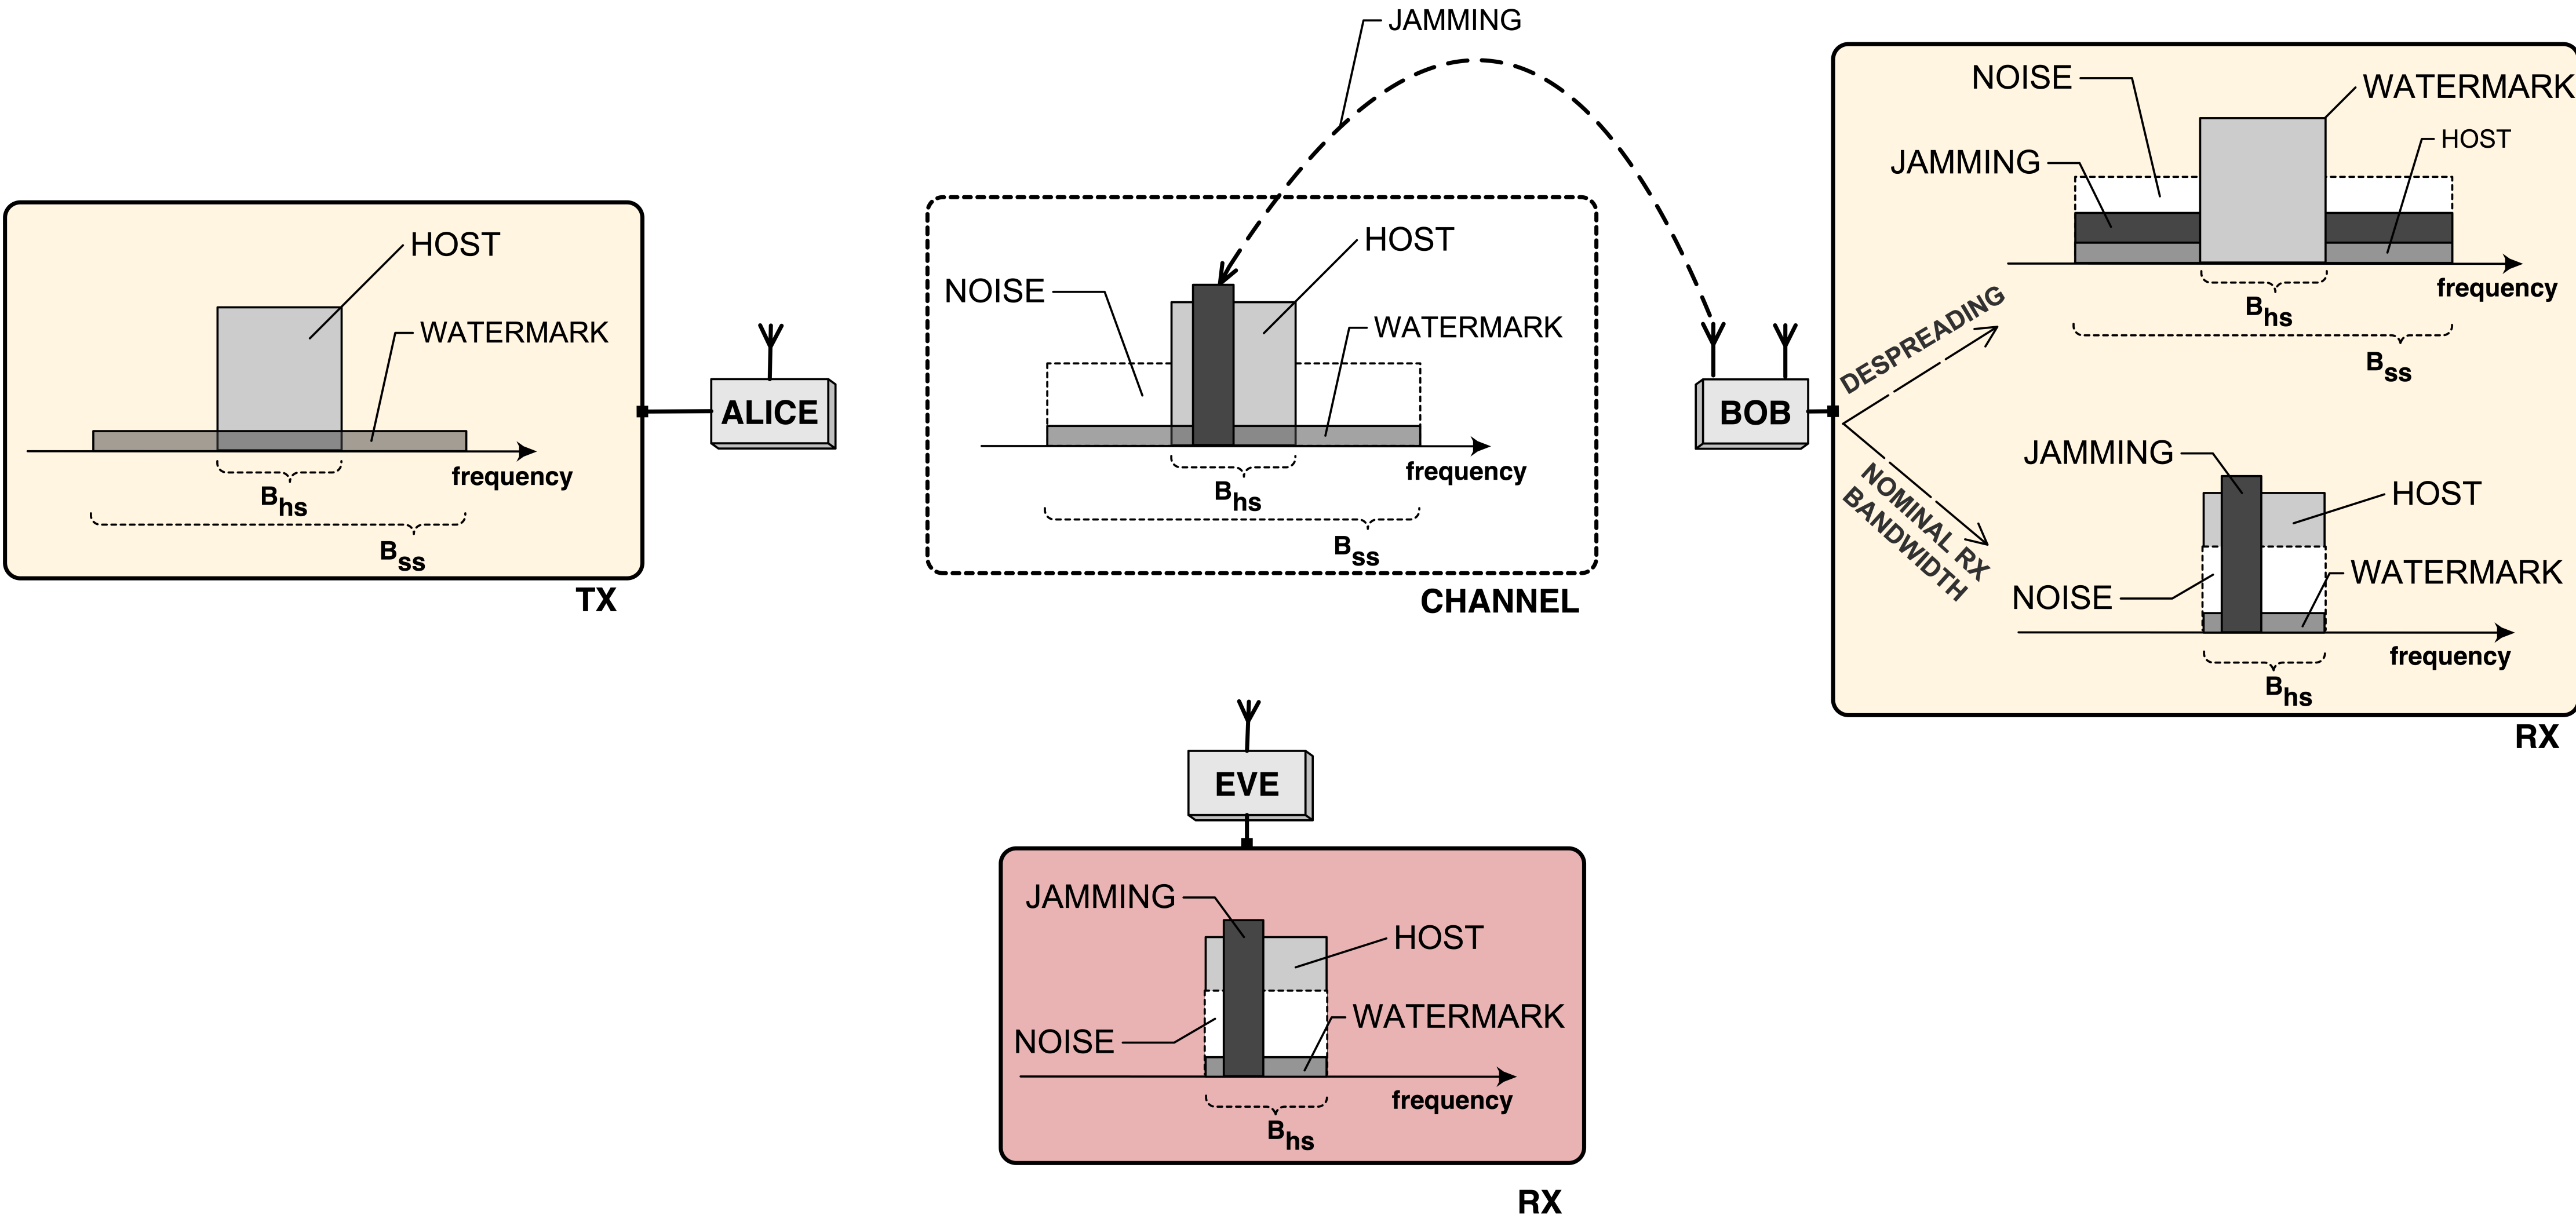 JAMMING
HOST
WATERMARK
frequency
Bhs
Bss
TX
ALICE
NOISE
HOST
WATERMARK
frequency
Bhs
Bss
CHANNEL
BOB
DESPREADING
NOMINAL RX
BANDWIDTH
NOISE
WATERMARK
HOST
JAMMING
frequency
Bhs
Bss
JAMMING
HOST
WATERMARK
NOISE
frequency
Bhs
RX
EVE
JAMMING
HOST
WATERMARK
NOISE
frequency
Bhs
RX